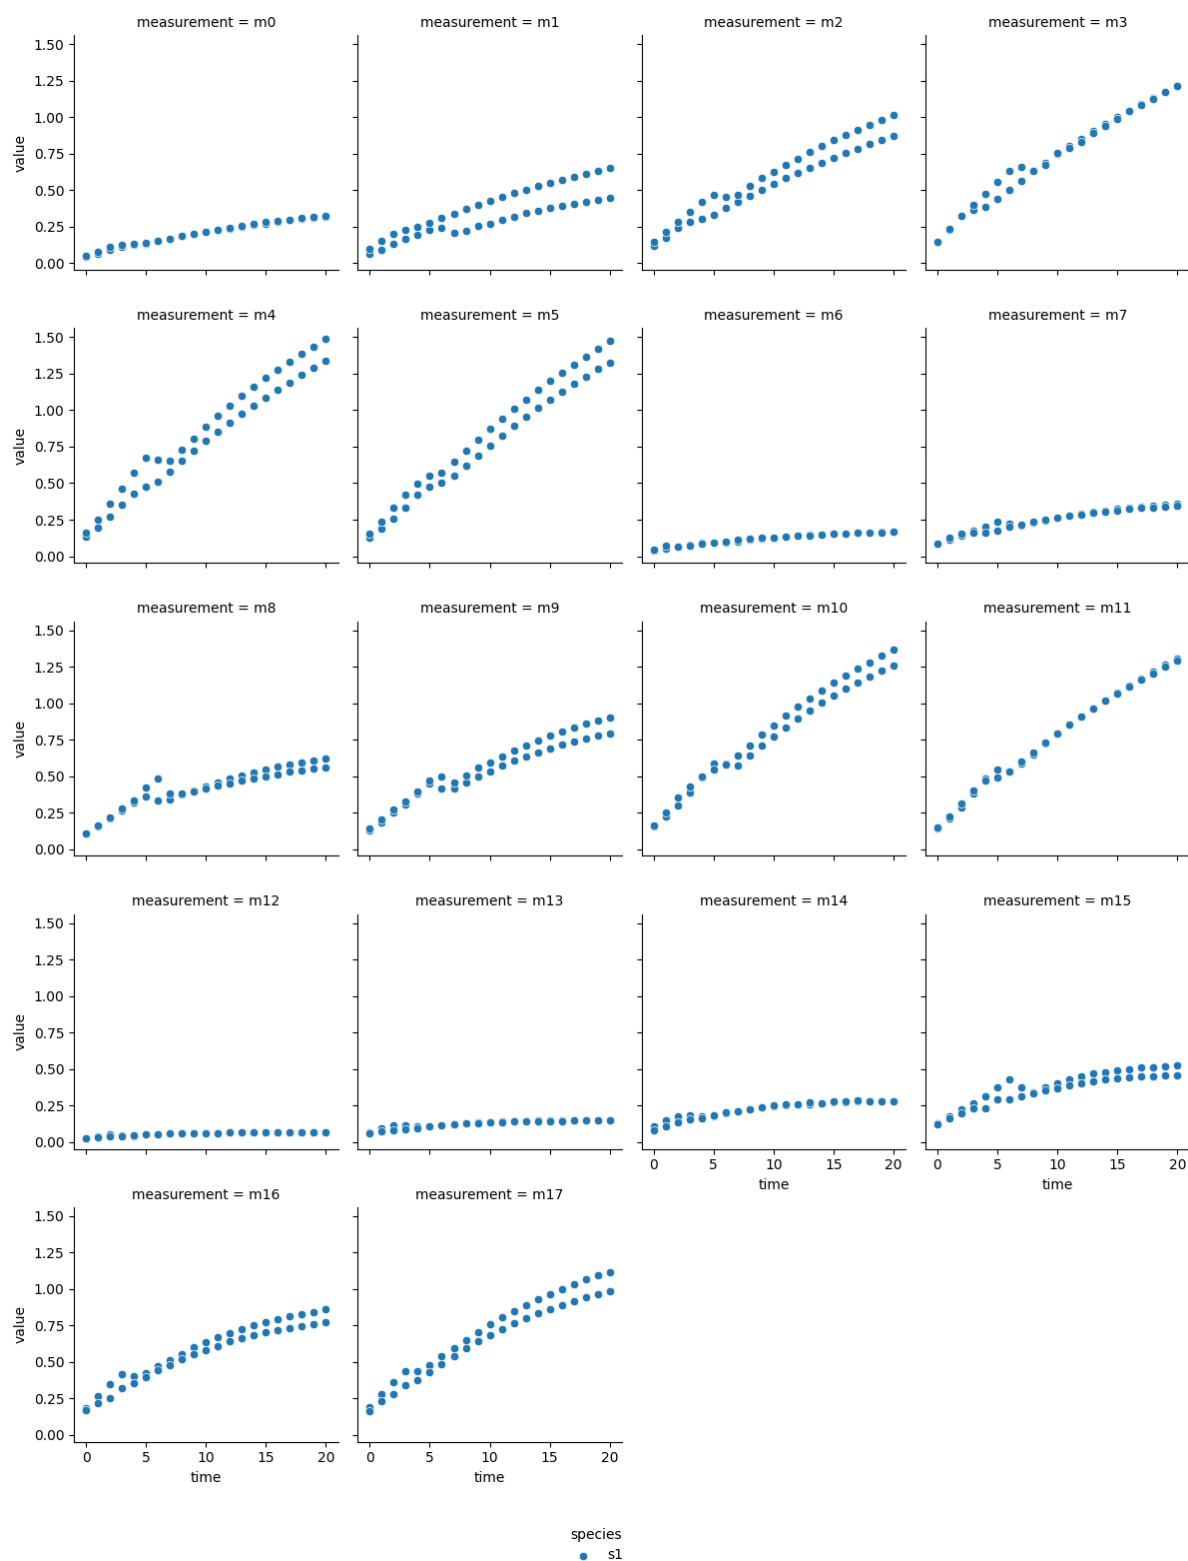 measurement = m0 measurement = m1 measurement = m2 measurement = m3
1.50
1.25
1.00
0.75
0.50
0.25
0.00
value
measurement = m4 measurement = m5 measurement = m6 measurement = m7
1.50
1.25
1.00
0.75
0.50
0.25
0.00
value
measurement = m8 measurement = m9 measurement = m10 measurement = m11
1.50
1.25
1.00
0.75
0.50
0.25
0.00
value
measurement = m12 measurement = m13 measurement = m14 measurement = m15
1.50
1.25
1.00
0.75
0.50
0.25
0.00
value
0 5 10 15 20 0 5 10 15 20
time time
measurement = m16 measurement = m17
1.50
1.25
1.00
0.75
0.50
0.25
0.00
value
0 5 10 15 20 0 5 10 15 20
time time
species
s1